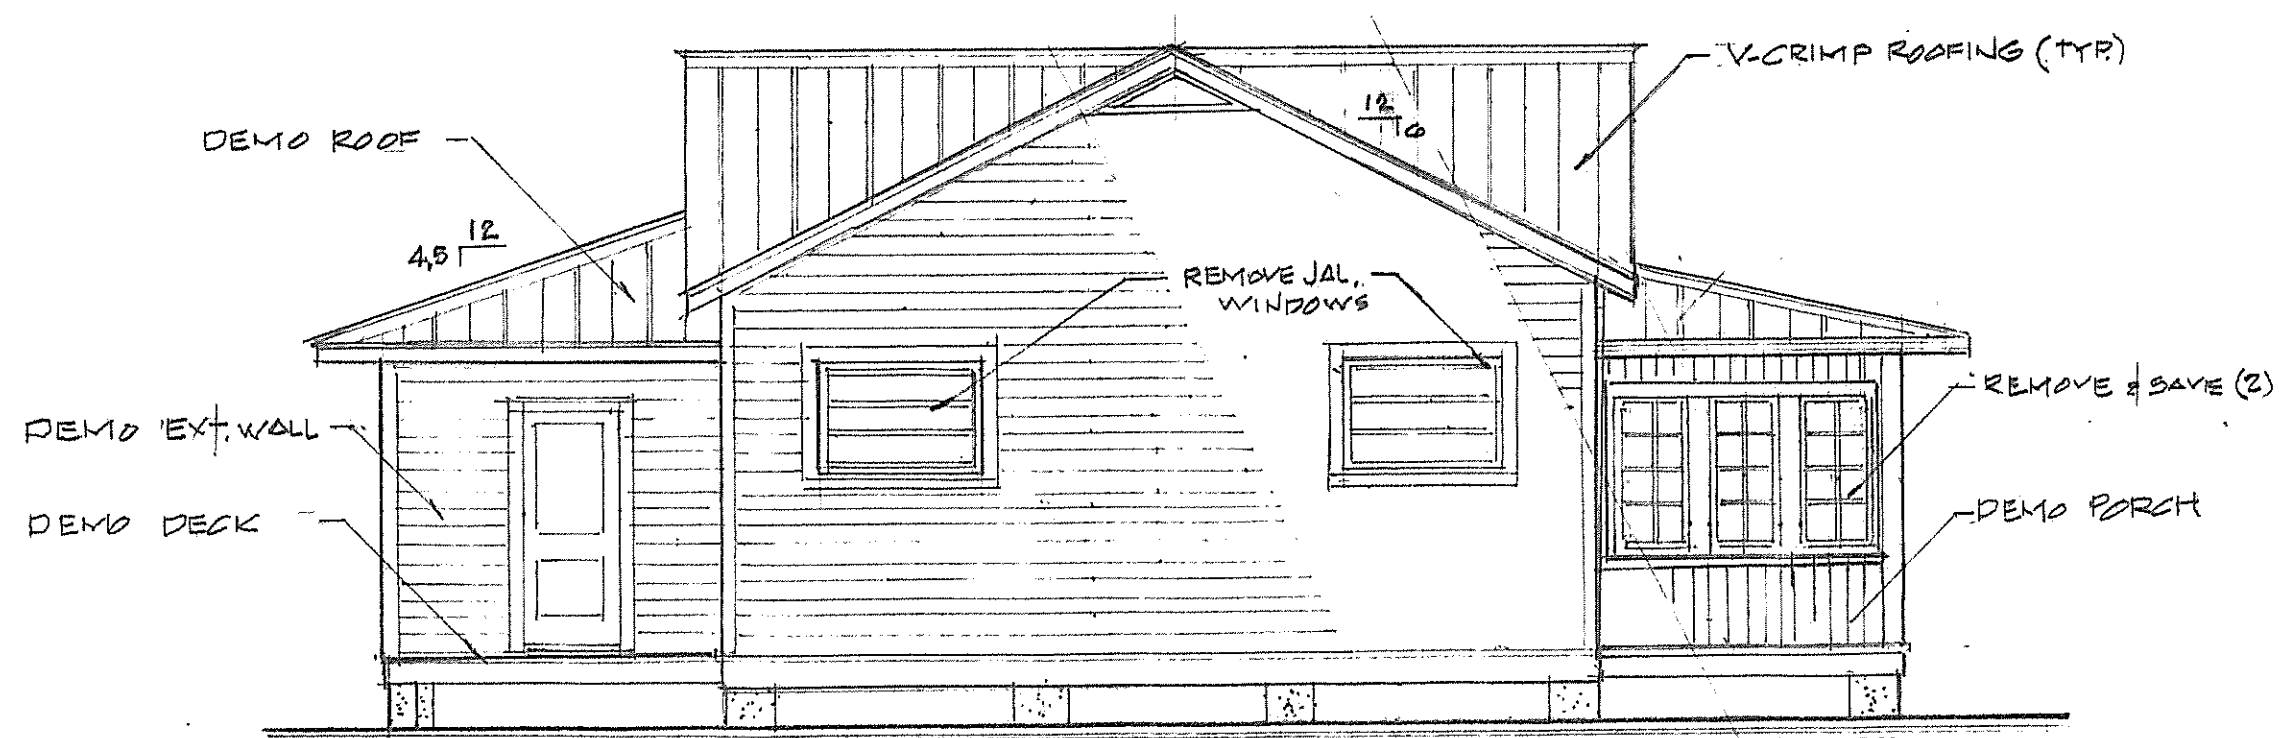 V-CRIMP ROOFING (TYP.)
DEMO ROOF
12
6
12
4,5
REMOVE JAL.
WINDOWS
REMOVE & SAVE (2)
DEMO EXT. WALL
DEMO DECK
DEMO PORCH